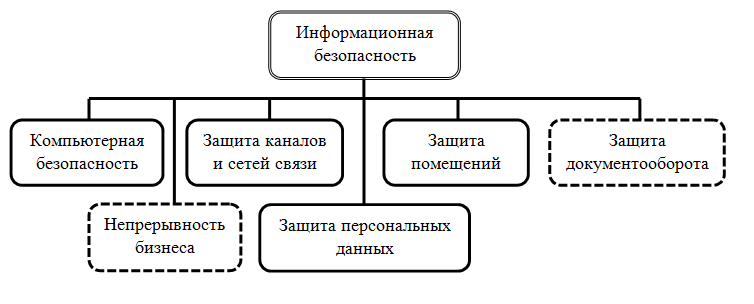 Информационная
безопасность
Компьютерная
безопасность
Защита каналов
и сетей связи
Защита
помещений
Защита
документооборота
Непрерывность
бизнеса
Защита персональных
данных